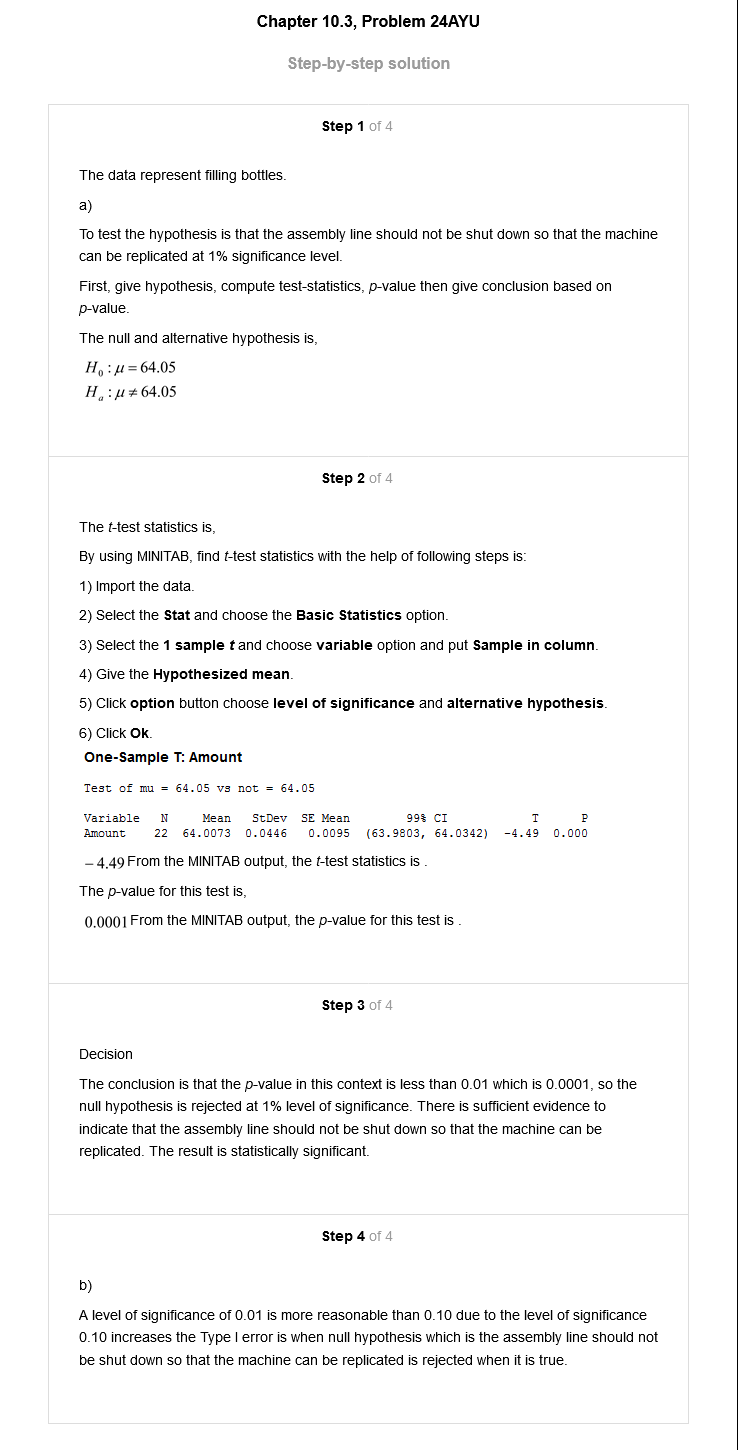 Chapter 10.3, Problem 24AYU
Step-by-step solution
Step 1 of 4
The data represent filling bottles.
a)
To test the hypothesis is that the assembly line should not be shut down so that the machine
can be replicated at 1% significance level.
First, give hypothesis, compute test-statistics, p-value then give conclusion based on
p-value.
The null and alternative hypothesis is,
H₀ : μ = 64.05
Hₐ : μ ≠ 64.05
Step 2 of 4
The t-test statistics is,
By using MINITAB, find t-test statistics with the help of following steps is:
1) Import the data.
2) Select the Stat and choose the Basic Statistics option.
3) Select the 1 sample t and choose variable option and put Sample in column.
4) Give the Hypothesized mean.
5) Click option button choose level of significance and alternative hypothesis.
6) Click Ok.
One-Sample T: Amount
Test of mu = 64.05 vs not = 64.05
Variable N Mean StDev SE Mean 99% CI T P
Amount 22 64.0073 0.0446 0.0095 (63.9803, 64.0342) -4.49 0.000
– 4.49 From the MINITAB output, the t-test statistics is .
The p-value for this test is,
0.0001 From the MINITAB output, the p-value for this test is .
Step 3 of 4
Decision
The conclusion is that the p-value in this context is less than 0.01 which is 0.0001, so the
null hypothesis is rejected at 1% level of significance. There is sufficient evidence to
indicate that the assembly line should not be shut down so that the machine can be
replicated. The result is statistically significant.
Step 4 of 4
b)
A level of significance of 0.01 is more reasonable than 0.10 due to the level of significance
0.10 increases the Type I error is when null hypothesis which is the assembly line should not
be shut down so that the machine can be replicated is rejected when it is true.